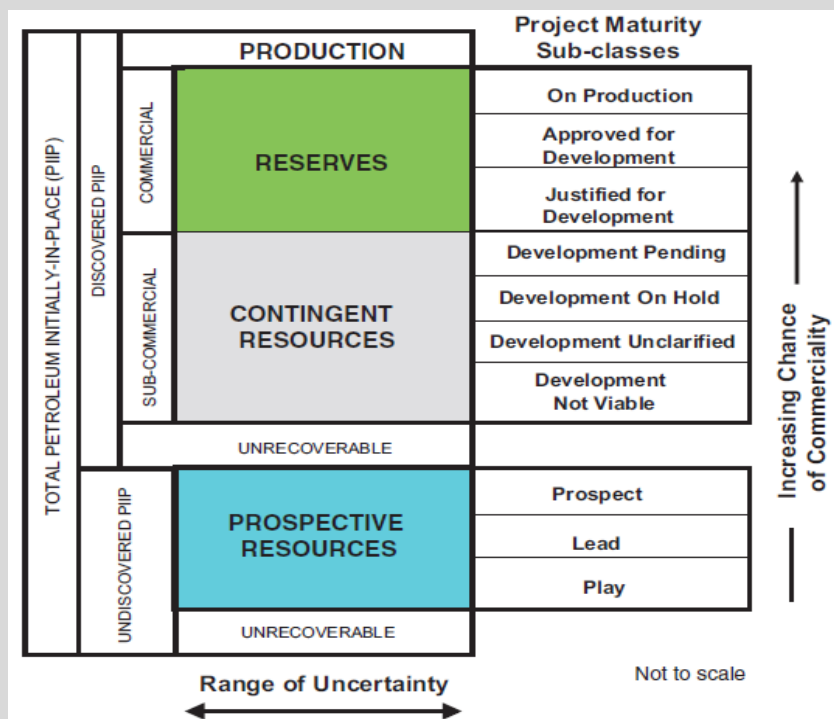 Project Maturity
Sub-classes
PRODUCTION
TOTAL PETROLEUM INITIALLY-IN-PLACE (PIIP)
DISCOVERED PIIP
COMMERCIAL
RESERVES
On Production
Approved for
Development
Justified for
Development
SUB-COMMERCIAL
CONTINGENT
RESOURCES
Development Pending
Development On Hold
Development Unclarified
Development
Not Viable
UNRECOVERABLE
UNDISCOVERED PIIP
PROSPECTIVE
RESOURCES
Prospect
Lead
Play
UNRECOVERABLE
Increasing Chance
of Commerciality
Range of Uncertainty
Not to scale